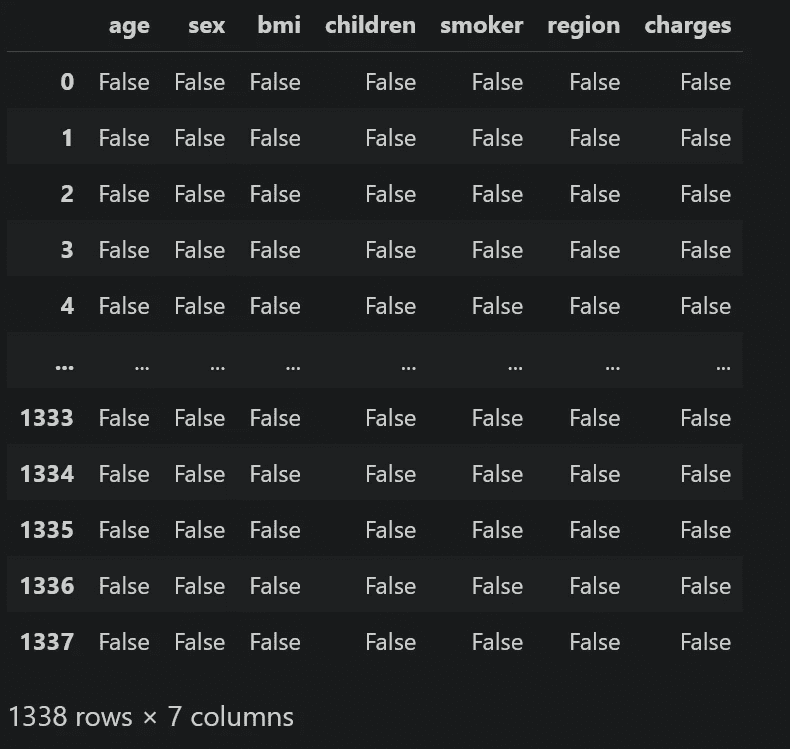 age sex bmi children smoker region charges
0 False False False False False False False
1 False False False False False False False
2 False False False False False False False
3 False False False False False False False
4 False False False False False False False
... ... ... ... ... ... ... ...
1333 False False False False False False False
1334 False False False False False False False
1335 False False False False False False False
1336 False False False False False False False
1337 False False False False False False False
1338 rows × 7 columns